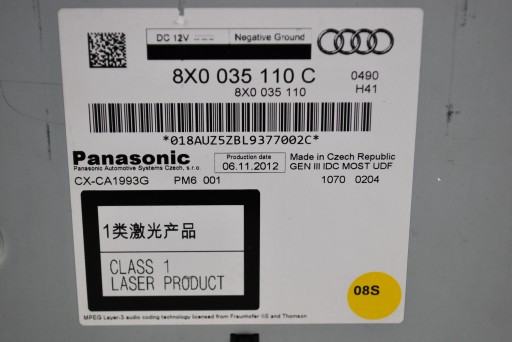 DC 12V Negative Ground
8X0 035 110 C 0490
8X0 035 110 H41
*018AUZ5ZBL9377002C*
Panasonic Production date Made in Czech Republic
Panasonic Automotive Systems Czech, s.r.o. 06.11.2012 GEN III IDC MOST UDF
CX-CA1993G PM6 001 1070 0204
1类激光产品
CLASS 1
LASER PRODUCT
08S
MPEG Layer-3 audio coding technology licensed from Fraunhofer IIS and Thomson